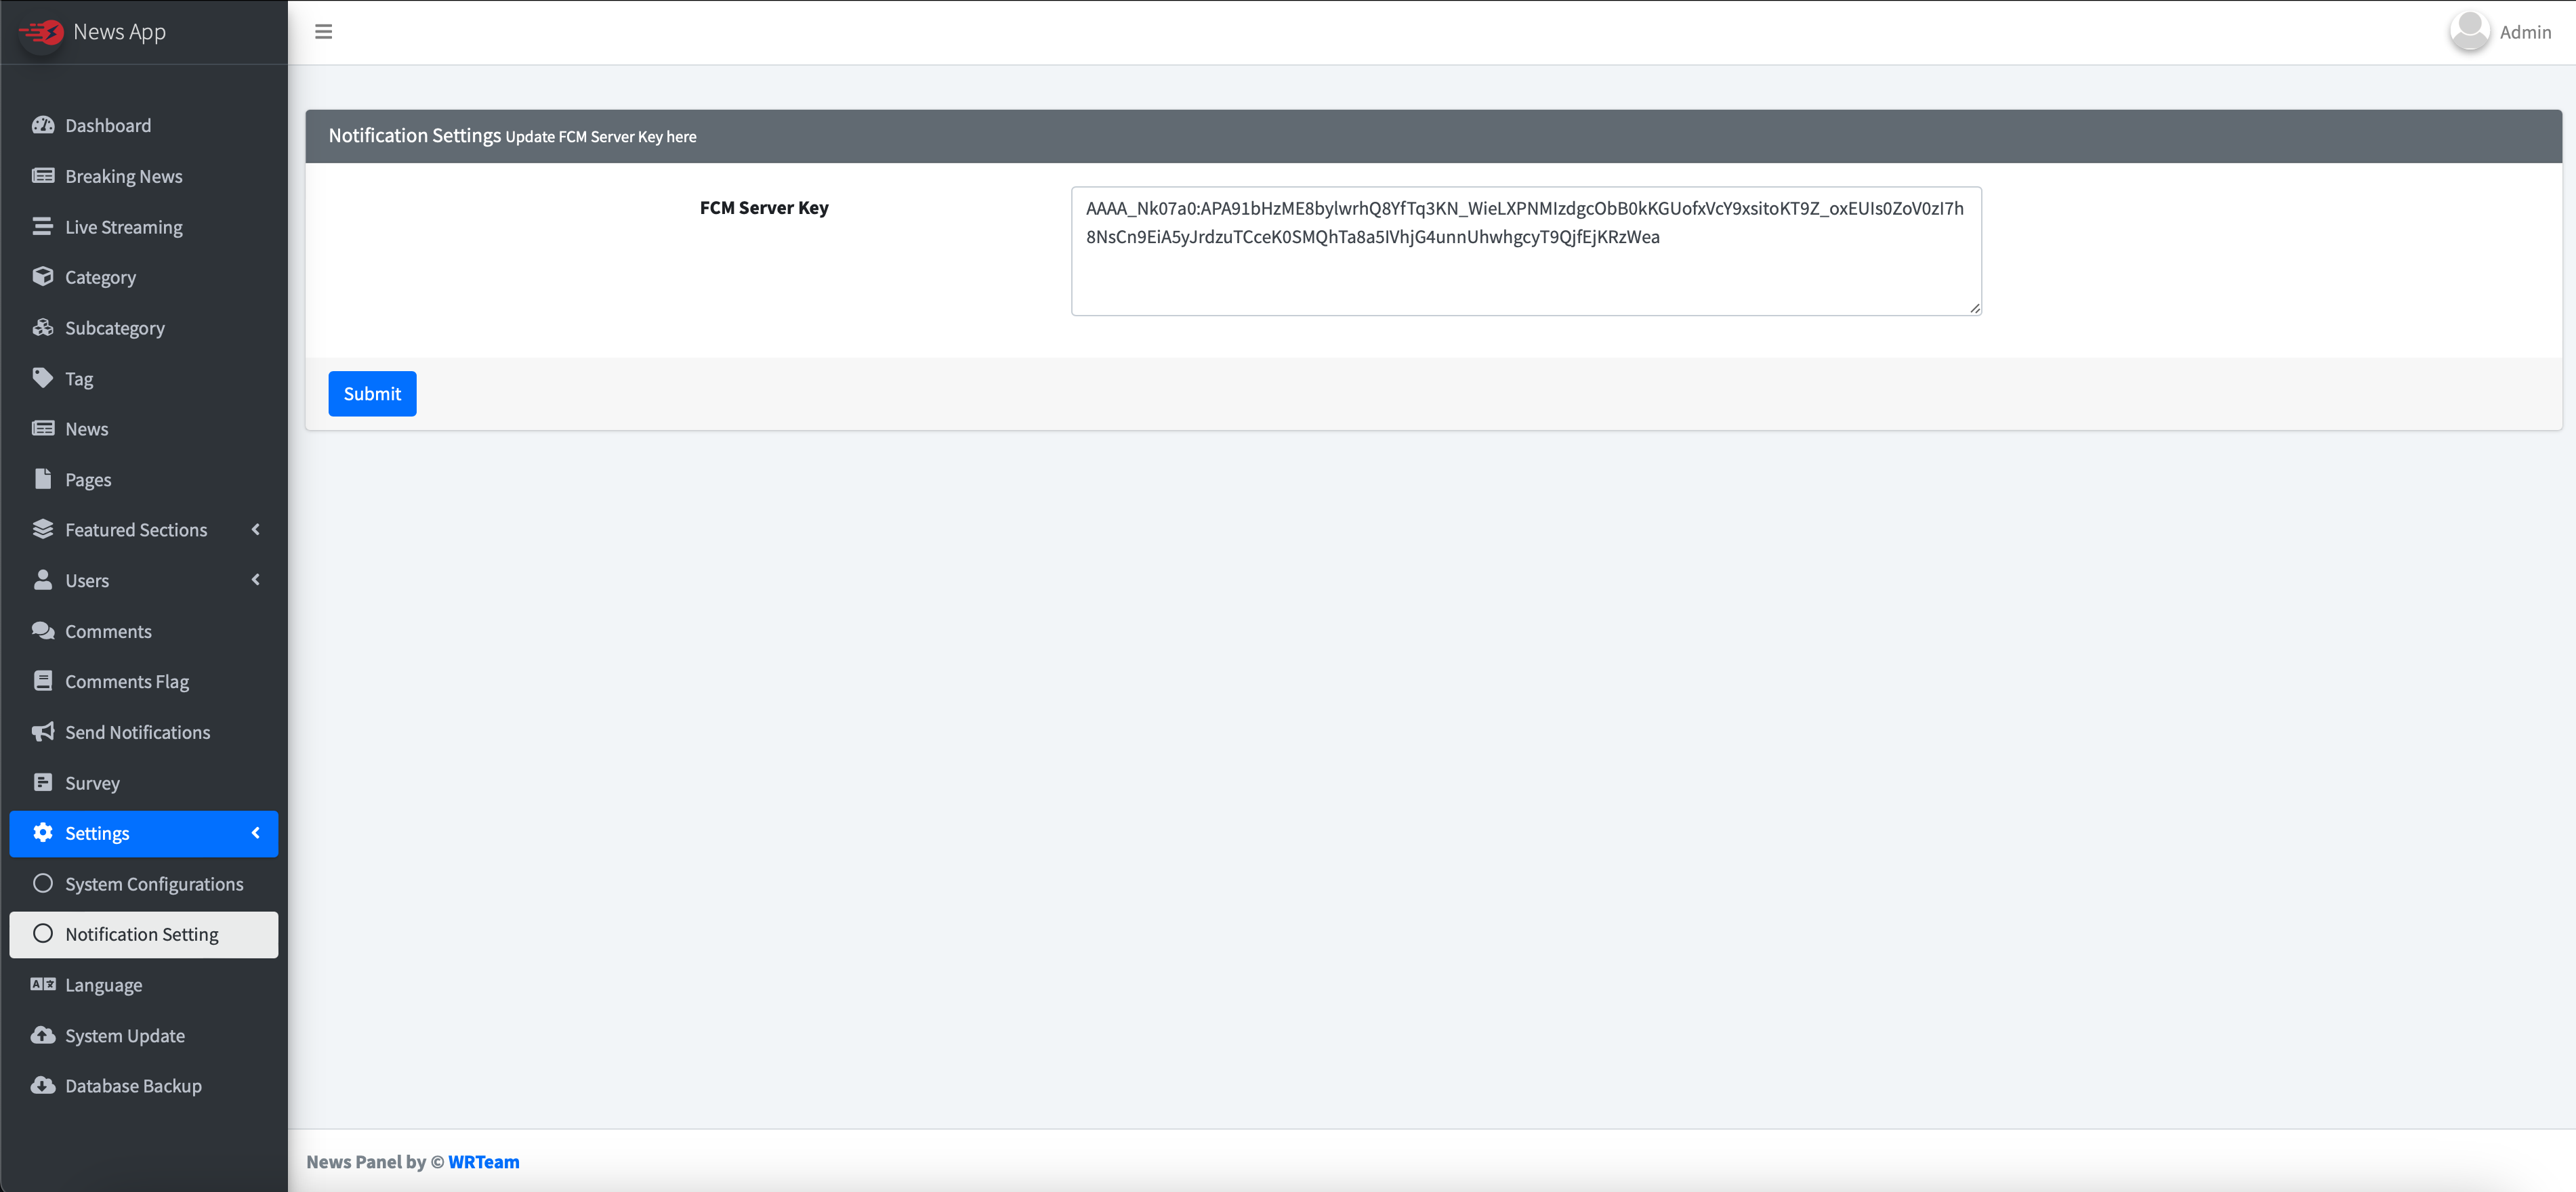 News App
Admin
Dashboard
Breaking News
Live Streaming
Category
Subcategory
Tag
News
Pages
Featured Sections
Users
Comments
Comments Flag
Send Notifications
Survey
Settings
System Configurations
Notification Setting
Language
System Update
Database Backup
Notification Settings Update FCM Server Key here
FCM Server Key
AAAA_Nk07a0:APA91bHzME8bylwrhQ8YfTq3KN_WieLXPNMIzdgcObB0kKGUofxVcY9xsitoKT9Z_oxEUIs0ZoV0zI7h
8NsCn9EiA5yJrdzuTCceK0SMQhTa8a5IVhjG4unnUhwhgcyT9QjfEjKRzWea
Submit
News Panel by © WRTeam